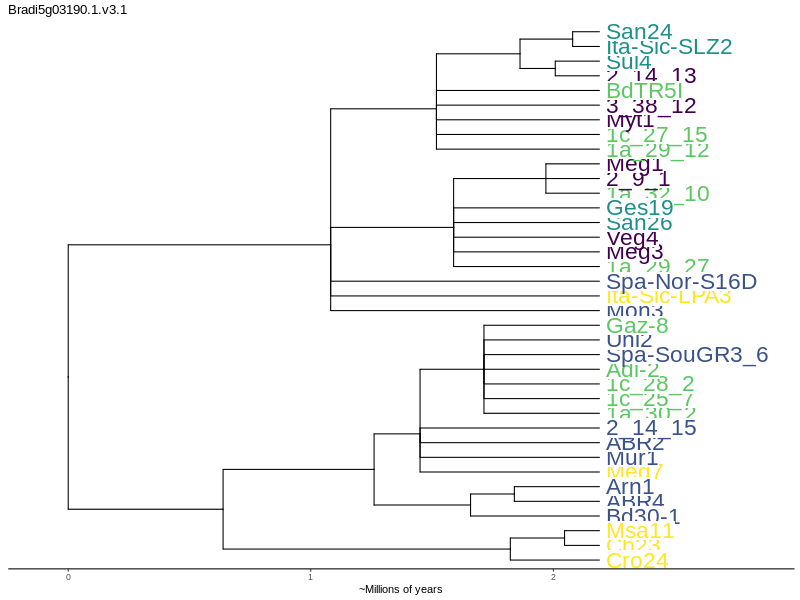 Bradi5g03190.1.v3.1
San24
Ita-Sic-SLZ2
Sul4
2_14_13
BdTR5I
3_38_12
Myt1
1c_27_15
1a_29_12
Meg1
2_9_1
1a_32_10
Ges19
San26
Veg4
Meg3
1a_29_27
Spa-Nor-S16D
Ita-Sic-LPA3
Mon3
Gaz-8
Uni2
Spa-SouGR3_6
Adi-2
1c_28_2
1c_25_7
1a_30_2
2_14_15
ABR2
Mur1
Meg7
Arn1
ABR4
Bd30-1
Msa11
Cb23
Cro24
0 1 2
~Millions of years